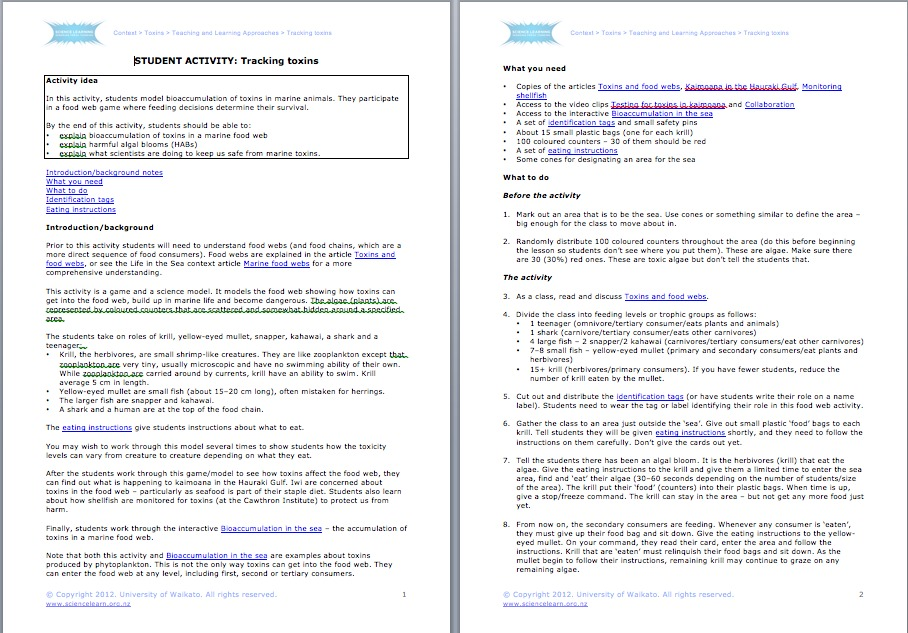 SCIENCE LEARNING
Context > Toxins > Teaching and Learning Approaches > Tracking toxins
STUDENT ACTIVITY: Tracking toxins
Activity idea
In this activity, students model bioaccumulation of toxins in marine animals. They participate
in a food web game where feeding decisions determine their survival.
By the end of this activity, students should be able to:
• explain bioaccumulation of toxins in a marine food web
• explain harmful algal blooms (HABs)
• explain what scientists are doing to keep us safe from marine toxins.
Introduction/background notes
What you need
What to do
Identification tags
Eating instructions
Introduction/background
Prior to this activity students will need to understand food webs (and food chains, which are a
more direct sequence of food consumers). Food webs are explained in the article Toxins and
food webs, or see the Life in the Sea context article Marine food webs for a more
comprehensive understanding.
This activity is a game and a science model. It models the food web showing how toxins can
get into the food web, build up in marine life and become dangerous. The algae (plants) are
represented by coloured counters that are scattered and somewhat hidden around a specified
area.
The students take on roles of krill, yellow-eyed mullet, snapper, kahawai, a shark and a
teenager:
• Krill, the herbivores, are small shrimp-like creatures. They are like zooplankton except that
zooplankton are very tiny, usually microscopic and have no swimming ability of their own.
While zooplankton are carried around by currents, krill have an ability to swim. Krill
average 5 cm in length.
• Yellow-eyed mullet are small fish (about 15–20 cm long), often mistaken for herrings.
• The larger fish are snapper and kahawai.
• A shark and a human are at the top of the food chain.
The eating instructions give students instructions about what to eat.
You may wish to work through this model several times to show students how the toxicity
levels can vary from creature to creature depending on what they eat.
After the students work through this game/model to see how toxins affect the food web, they
can find out what is happening to kaimoana in the Hauraki Gulf. Iwi are concerned about
toxins in the food web – particularly as seafood is part of their staple diet. Students also learn
about how shellfish are monitored for toxins (at the Cawthron Institute) to protect us from
harm.
Finally, students work through the interactive Bioaccumulation in the sea – the accumulation of
toxins in a marine food web.
Note that both this activity and Bioaccumulation in the sea are examples about toxins
produced by phytoplankton. This is not the only way toxins can get into the food web. They
can enter the food web at any level, including first, second or tertiary consumers.
© Copyright 2012. University of Waikato. All rights reserved. 1
www.sciencelearn.org.nz
SCIENCE LEARNING
Context > Toxins > Teaching and Learning Approaches > Tracking toxins
What you need
• Copies of the articles Toxins and food webs, Kaimoana in the Hauraki Gulf, Monitoring
shellfish
• Access to the video clips Testing for toxins in kaimoana and Collaboration
• Access to the interactive Bioaccumulation in the sea
• A set of identification tags and small safety pins
• About 15 small plastic bags (one for each krill)
• 100 coloured counters – 30 of them should be red
• A set of eating instructions
• Some cones for designating an area for the sea
What to do
Before the activity
1. Mark out an area that is to be the sea. Use cones or something similar to define the area –
big enough for the class to move about in.
2. Randomly distribute 100 coloured counters throughout the area (do this before beginning
the lesson so students don’t see where you put them). These are algae. Make sure there
are 30 (30%) red ones. These are toxic algae but don’t tell the students that.
The activity
3. As a class, read and discuss Toxins and food webs.
4. Divide the class into feeding levels or trophic groups as follows:
• 1 teenager (omnivore/tertiary consumer/eats plants and animals)
• 1 shark (carnivore/tertiary consumer/eats other carnivores)
• 4 large fish – 2 snapper/2 kahawai (carnivores/tertiary consumers/eat other carnivores)
• 7–8 small fish – yellow-eyed mullet (primary and secondary consumers/eat plants and
herbivores)
• 15+ krill (herbivores/primary consumers). If you have fewer students, reduce the
number of krill eaten by the mullet.
5. Cut out and distribute the identification tags (or have students write their role on a name
label). Students need to wear the tag or label identifying their role in this food web activity.
6. Gather the class to an area just outside the ‘sea’. Give out small plastic ‘food’ bags to each
krill. Tell students they will be given eating instructions shortly, and they need to follow the
instructions on them carefully. Don’t give the cards out yet.
7. Tell the students there has been an algal bloom. It is the herbivores (krill) that eat the
algae. Give the eating instructions to the krill and give them a limited time to enter the sea
area, find and ‘eat’ their algae (30–60 seconds depending on the number of students/size
of the area). The krill put their ‘food’ (counters) into their plastic bags. When time is up,
give a stop/freeze command. The krill can stay in the area – but not get any more food just
yet.
8. From now on, the secondary consumers are feeding. Whenever any consumer is ‘eaten’,
they must give up their food bag and sit down. Give the eating instructions to the yellow-
eyed mullet. On your command, they read their card, enter the area and follow the
instructions. Krill that are ‘eaten’ must relinquish their food bags and sit down. As the
mullet begin to follow their instructions, remaining krill may continue to graze on any
remaining algae.
© Copyright 2012. University of Waikato. All rights reserved. 2
www.sciencelearn.org.nz